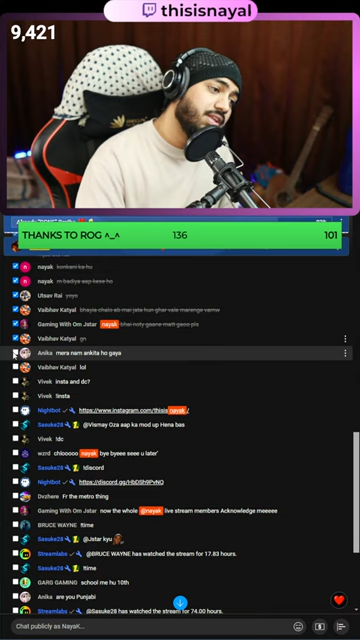 thisisnayal
9,421
THANKS TO ROG ^_^ 136 101
nayak konkani ka hu
nayak m badiya aap kese ho
Utsav Rai yoyo
Vaibhav Katyal bhayia chalo ab mai jata hun ghar vale marenge vamw
Gaming With Om Jstar nayak bhai noty gaane matt gaoo pls
Vaibhav Katyal gn
Anika mera nam ankita ho gaya
Vaibhav Katyal lol
Vivek insta and dc?
Vivek !insta
Nightbot https://www.instagram.com/thisisnayak/
Sasuke28 @Vismay Oza aap ka mod up Hena bas
Vivek !dc
wzrd chlooooo nayak bye byeee seee u later'
Sasuke28 !discord
Nightbot https://discord.gg/HbDSh9PvNQ
Dvzhere Fr the metro thing
Gaming With Om Jstar now the whole @nayak live stream members Acknowledge meeeee
BRUCE WAYNE !time
Sasuke28 @Jstar kyu
Streamlabs @BRUCE WAYNE has watched the stream for 17.83 hours.
Sasuke28 !time
GARG GAMING school me hu 10th
Anika are you Punjabi
Streamlabs @Sasuke28 has watched the stream for 74.00 hours.
Chat publicly as NayaK...